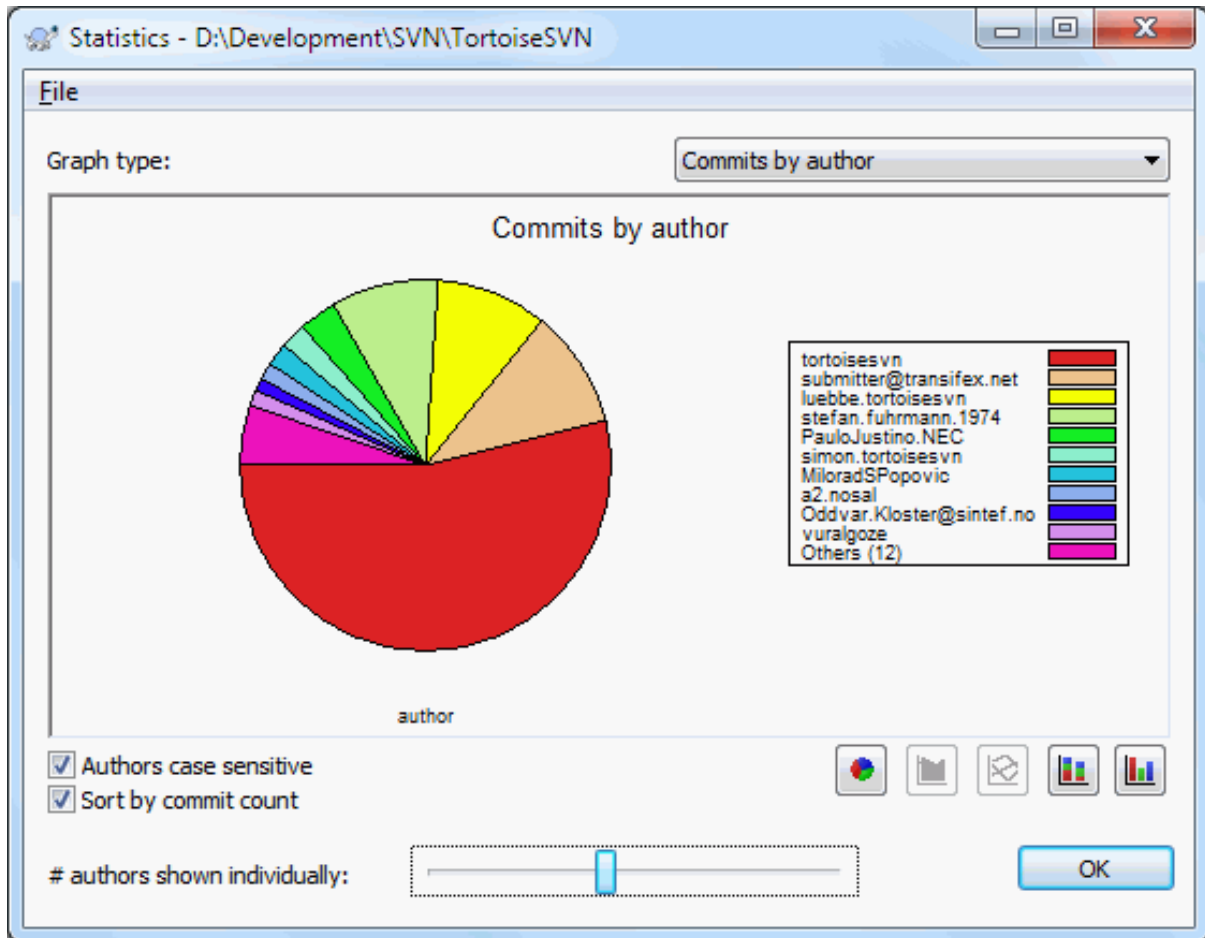 Statistics - D:\Development\SVN\TortoiseSVN
File
Graph type:
Commits by author
Commits by author
tortoisesvn
submitter@transifex.net
luebbe.tortoisesvn
stefan.fuhrmann.1974
PauloJustino.NEC
simon.tortoisesvn
MiloradSPopovic
a2.nosal
Oddvar.Kloster@sintef.no
vuralgoze
Others (12)
author
Authors case sensitive
Sort by commit count
# authors shown individually:
OK